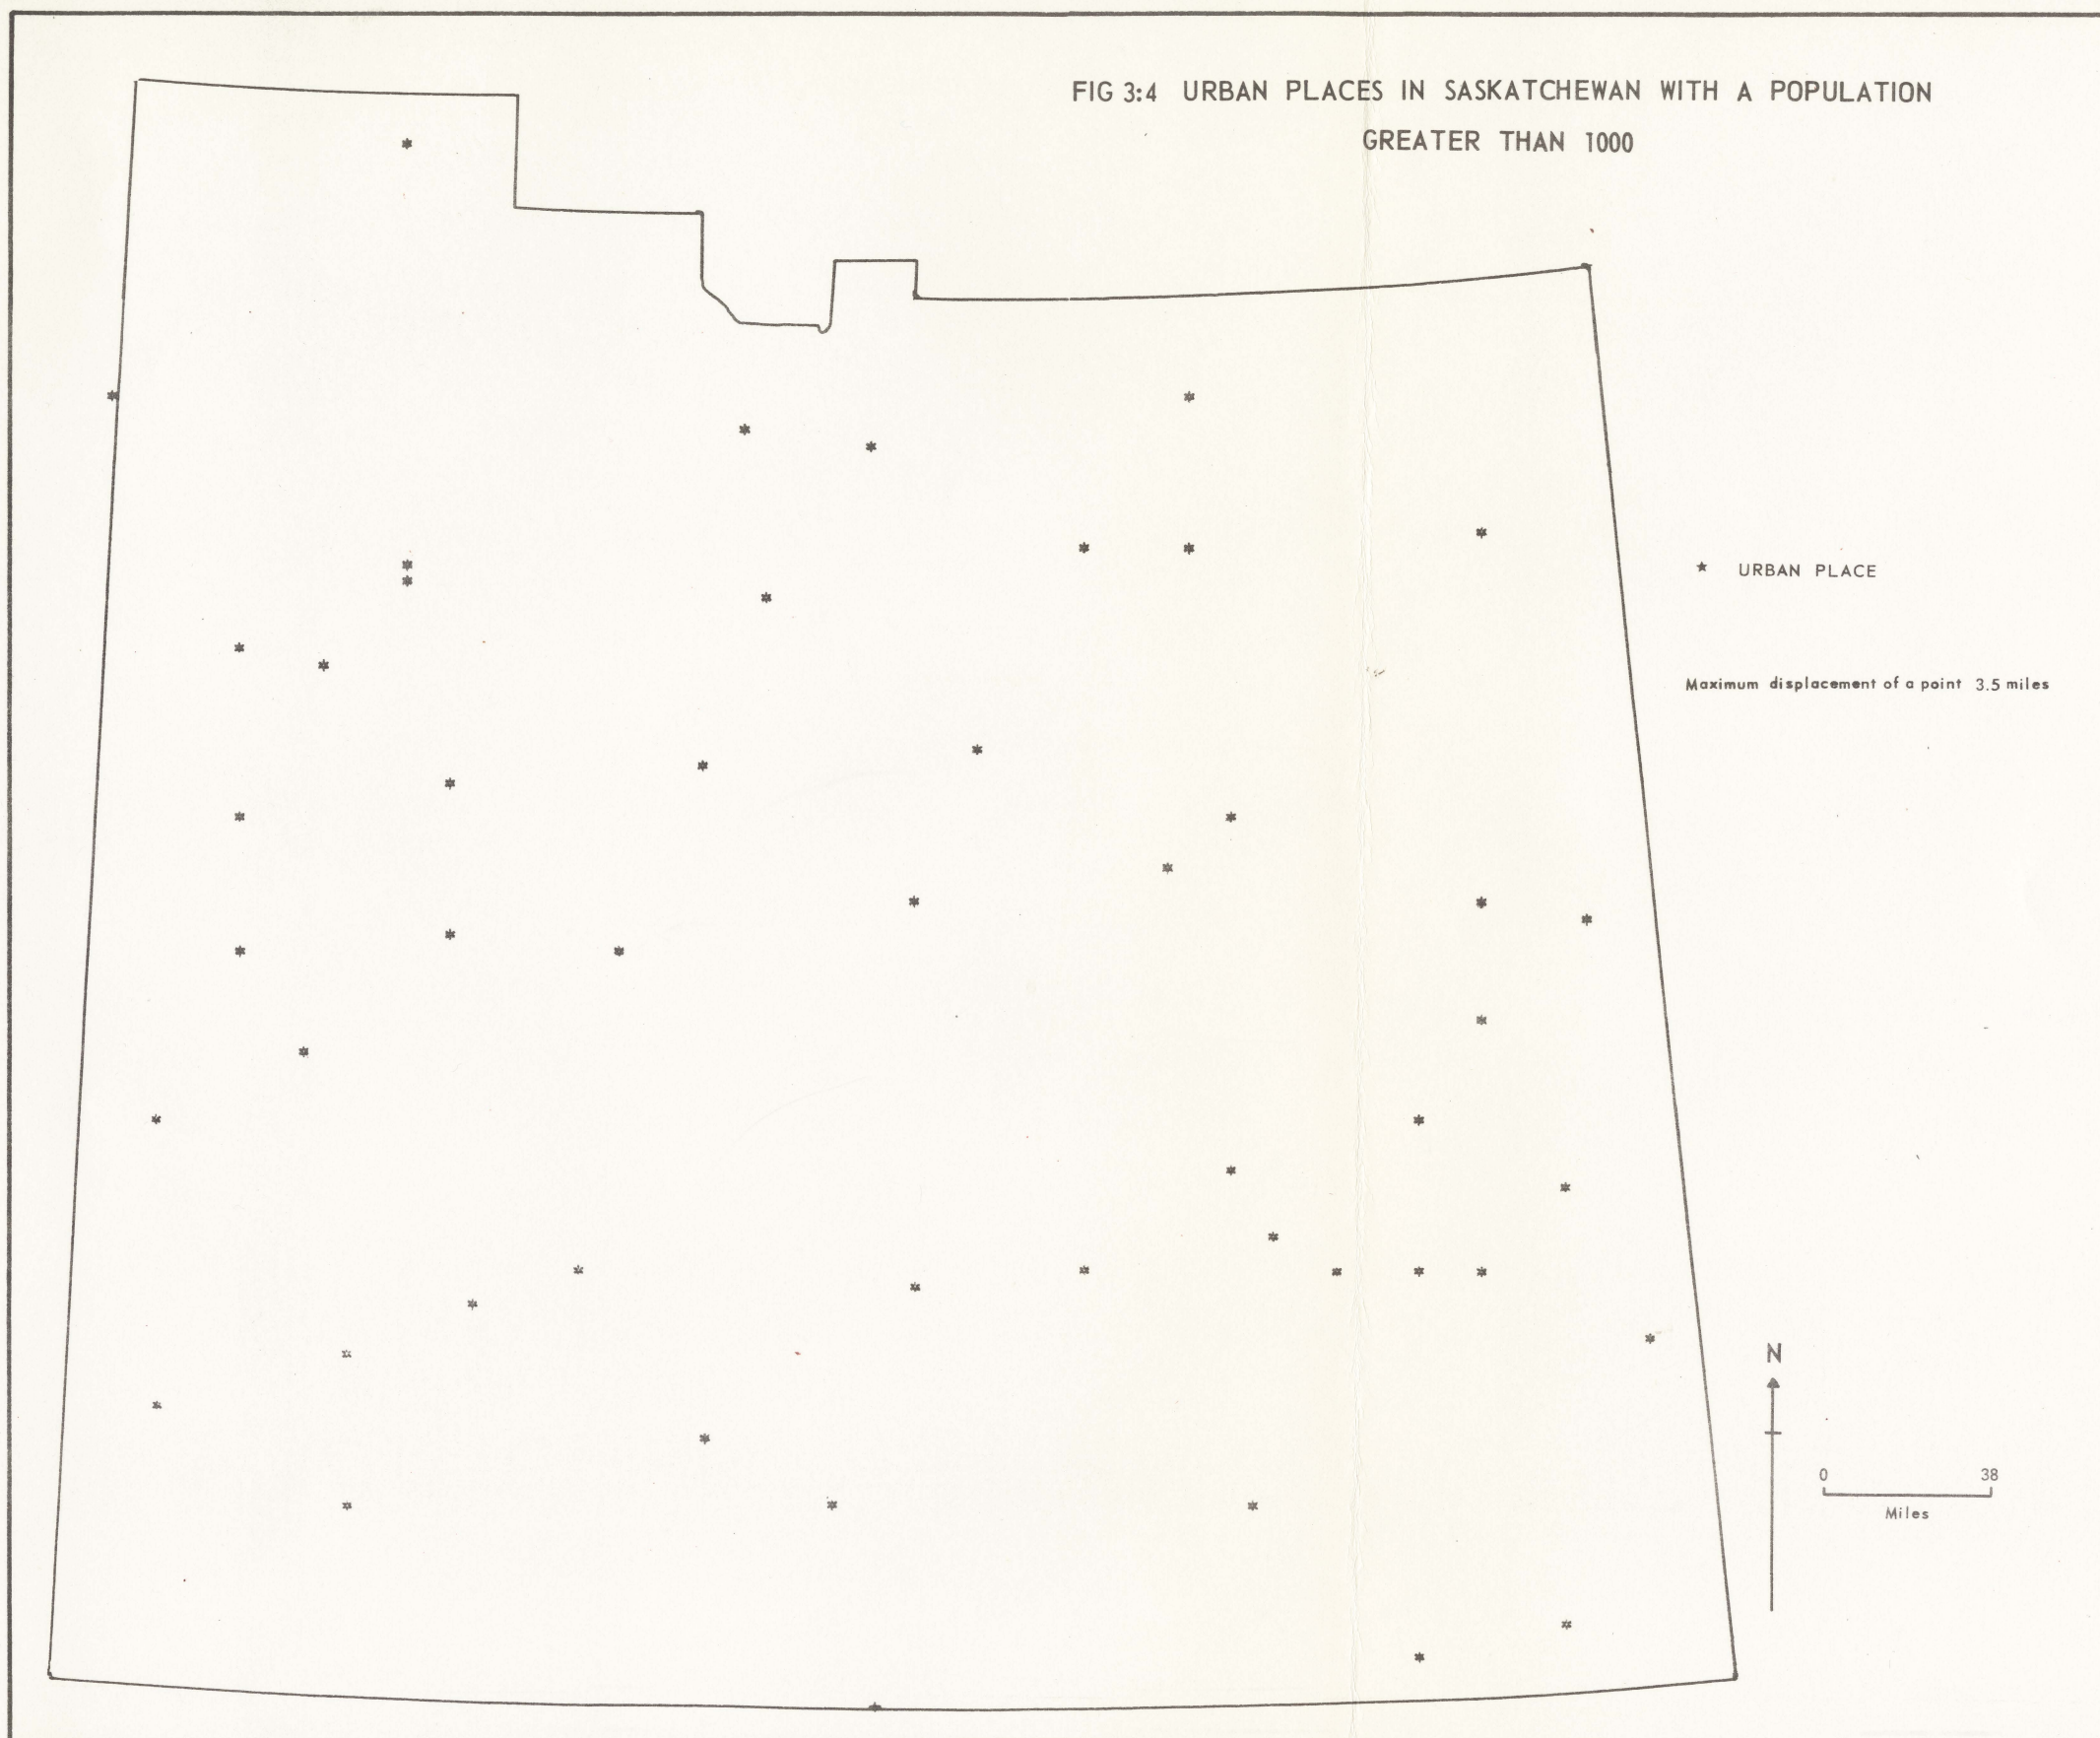 FIG 3:4 URBAN PLACES IN SASKATCHEWAN WITH A POPULATION
GREATER THAN 1000
★ URBAN PLACE
Maximum displacement of a point 3.5 miles
N
0 38
Miles